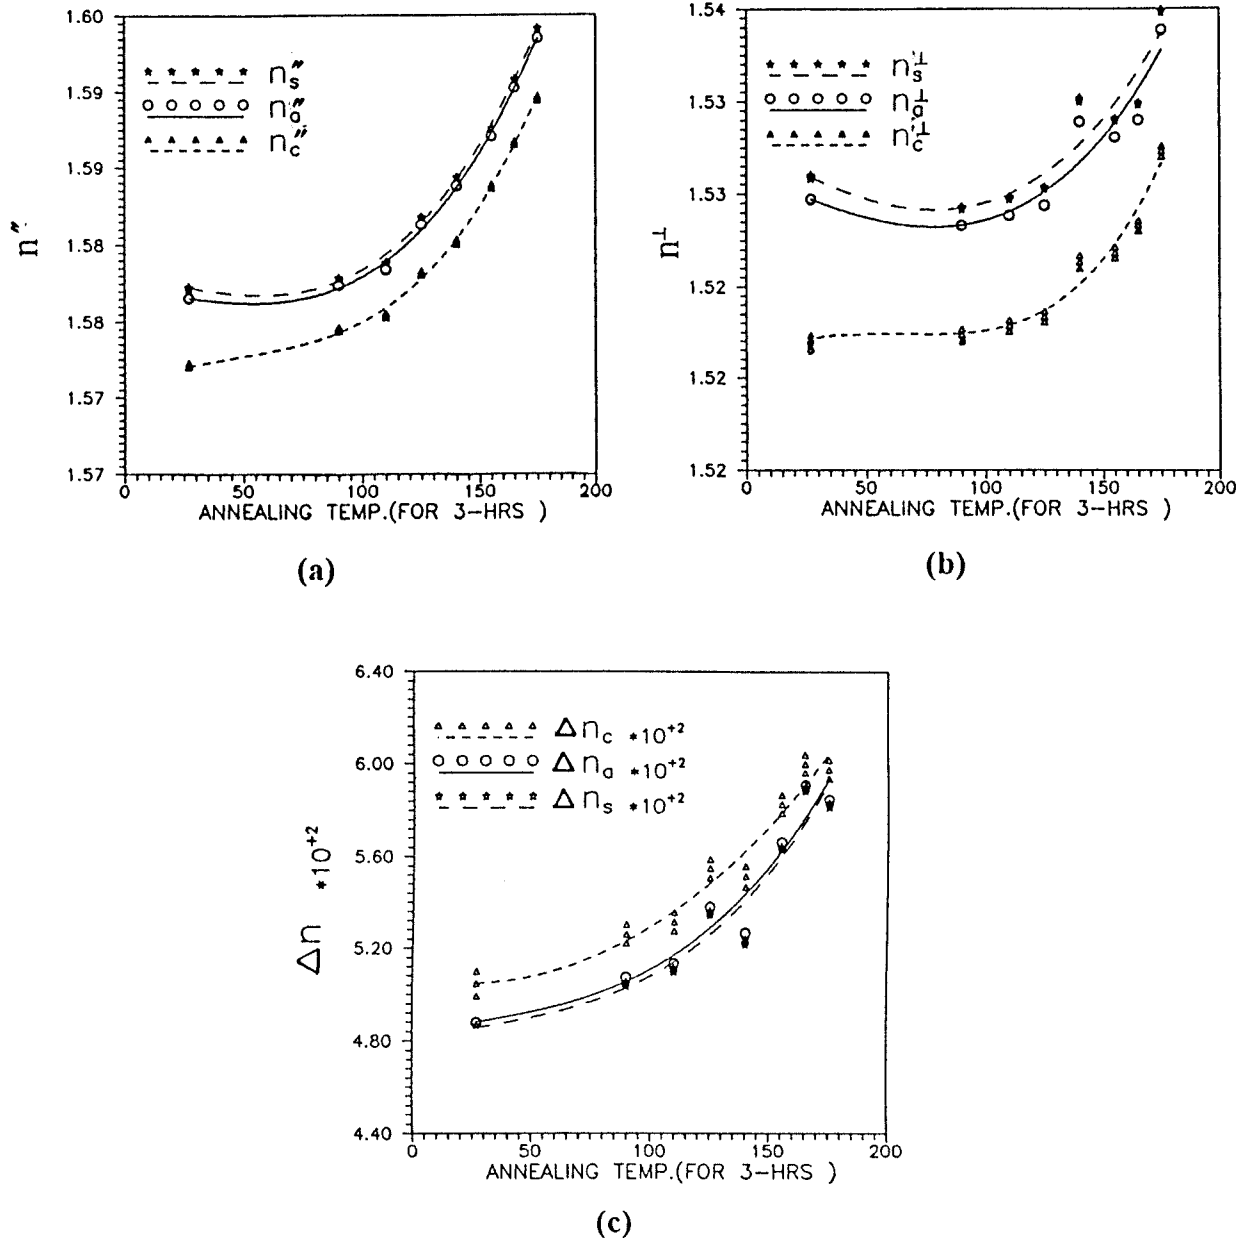 1.60
1.59
1.59
1.58
1.58
1.57
1.57
n″
n″s
n″a
n″c
0 50 100 150 200
ANNEALING TEMP.(FOR 3-HRS )
(a)
1.54
1.53
1.53
1.52
1.52
1.52
n⊥
n⊥s
n⊥a
n⊥c
0 50 100 150 200
ANNEALING TEMP.(FOR 3-HRS )
(b)
6.40
6.00
5.60
5.20
4.80
4.40
Δn *10+2
Δnc *10+2
Δna *10+2
Δns *10+2
0 50 100 150 200
ANNEALING TEMP.(FOR 3-HRS )
(c)